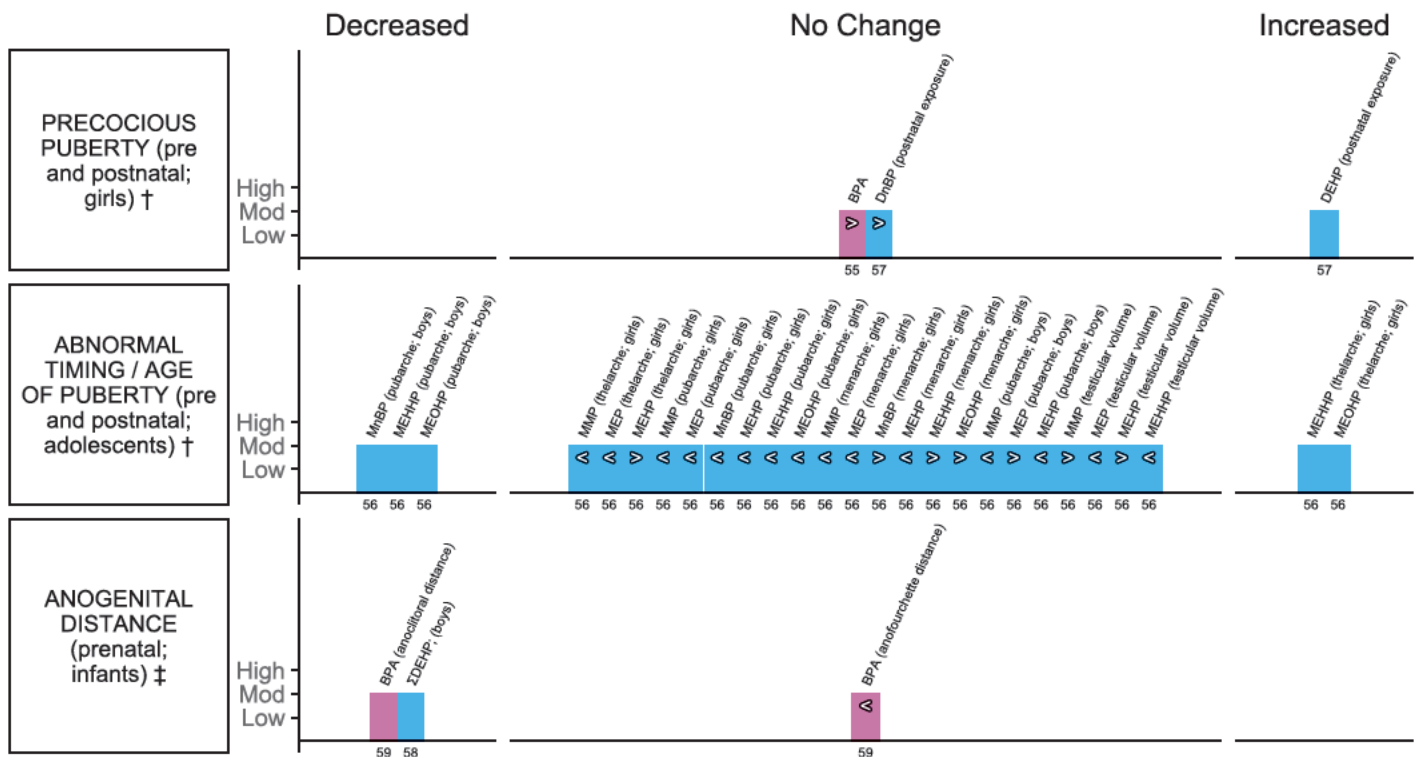 Decreased
No Change
Increased
PRECOCIOUS
PUBERTY (pre
and postnatal;
girls) †
High
Mod
Low
BPA
DnBP (postnatal exposure)
DEHP (postnatal exposure)
55 57
57
ABNORMAL
TIMING / AGE
OF PUBERTY (pre
and postnatal;
adolescents) †
High
Mod
Low
MnBP (pubarche; boys)
MEHHP (pubarche; boys)
MEOHP (pubarche; boys)
MMP (thelarche; girls)
MEP (thelarche; girls)
MEHP (thelarche; girls)
MMP (pubarche; girls)
MEP (pubarche; girls)
MnBP (pubarche; girls)
MEHP (pubarche; girls)
MEHHP (pubarche; girls)
MEOHP (pubarche; girls)
MMP (menarche; girls)
MEP (menarche; girls)
MnBP (menarche; girls)
MEHP (menarche; girls)
MEHHP (menarche; girls)
MEOHP (menarche; girls)
MMP (pubarche; boys)
MEP (pubarche; boys)
MEHP (pubarche; boys)
MMP (testicular volume)
MEP (testicular volume)
MEHP (testicular volume)
MEHHP (testicular volume)
MEHHP (thelarche; girls)
MEOHP (thelarche; girls)
56 56 56
56 56 56 56 56 56 56 56 56 56 56 56 56 56 56 56 56 56 56 56 56 56
56 56
ANOGENITAL
DISTANCE
(prenatal;
infants) ‡
High
Mod
Low
BPA (anoclitoral distance)
ΣDEHP; (boys)
BPA (anofourchette distance)
59 58
59